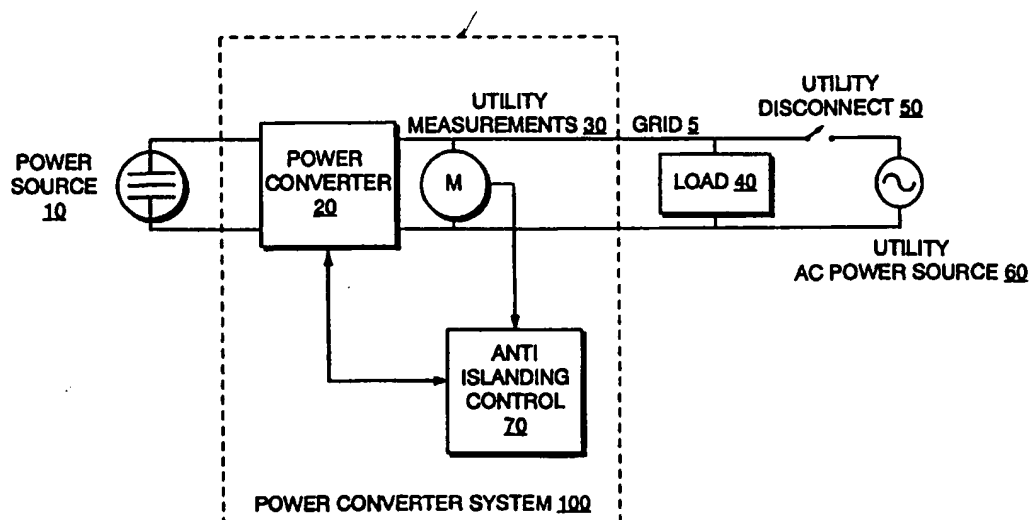 UTILITY
DISCONNECT 50
UTILITY
MEASUREMENTS 30
GRID 5
POWER
SOURCE
10
POWER
CONVERTER
20
M
LOAD 40
UTILITY
AC POWER SOURCE 60
ANTI
ISLANDING
CONTROL
70
POWER CONVERTER SYSTEM 100